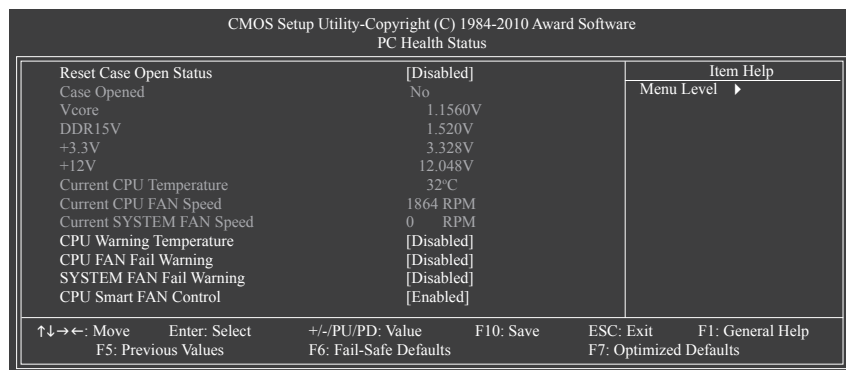 CMOS Setup Utility-Copyright (C) 1984-2010 Award Software
PC Health Status
Reset Case Open Status [Disabled]
Case Opened No
Vcore 1.1560V
DDR15V 1.520V
+3.3V 3.328V
+12V 12.048V
Current CPU Temperature 32°C
Current CPU FAN Speed 1864 RPM
Current SYSTEM FAN Speed 0 RPM
CPU Warning Temperature [Disabled]
CPU FAN Fail Warning [Disabled]
SYSTEM FAN Fail Warning [Disabled]
CPU Smart FAN Control [Enabled]
Item Help
Menu Level ▶
↑↓→←: Move Enter: Select +/-/PU/PD: Value F10: Save ESC: Exit F1: General Help
F5: Previous Values F6: Fail-Safe Defaults F7: Optimized Defaults